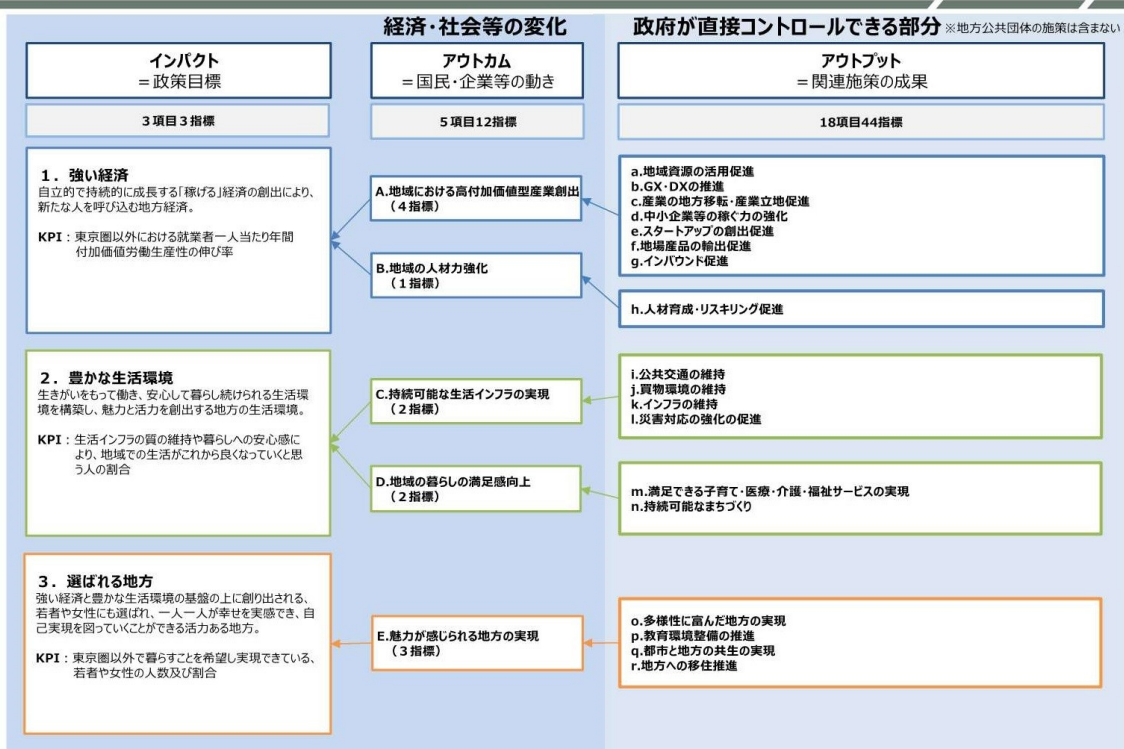 経済・社会等の変化
政府が直接コントロールできる部分 ※地方公共団体の施策は含まない
インパクト
＝政策目標
アウトカム
＝国民・企業等の動き
アウトプット
＝関連施策の成果
３項目３指標
５項目12指標
18項目44指標
１．強い経済
自立的で持続的に成長する「稼げる」経済の創出により、
新たな人を呼び込む地方経済。
KPI：東京圏以外における就業者一人当たり年間
付加価値労働生産性の伸び率
A.地域における高付加価値型産業創出
（４指標）
B.地域の人材力強化
（１指標）
a.地域資源の活用促進
b.GX・DXの推進
c.産業の地方移転・産業立地促進
d.中小企業等の稼ぐ力の強化
e.スタートアップの創出促進
f.地場産品の輸出促進
g.インバウンド促進
h.人材育成・リスキリング促進
２．豊かな生活環境
生きがいをもって働き、安心して暮らし続けられる生活環
境を構築し、魅力と活力を創出する地方の生活環境。
KPI：生活インフラの質の維持や暮らしへの安心感に
より、地域での生活がこれから良くなっていくと思
う人の割合
C.持続可能な生活インフラの実現
（２指標）
D.地域の暮らしの満足感向上
（２指標）
i.公共交通の維持
j.買物環境の維持
k.インフラの維持
l.災害対応の強化の促進
m.満足できる子育て・医療・介護・福祉サービスの実現
n.持続可能なまちづくり
３．選ばれる地方
強い経済と豊かな生活環境の基盤の上に創り出される、
若者や女性にも選ばれ、一人一人が幸せを実感でき、自
己実現を図っていくことができる活力ある地方。
KPI：東京圏以外で暮らすことを希望し実現できている、
若者や女性の人数及び割合
E.魅力が感じられる地方の実現
（３指標）
o.多様性に富んだ地方の実現
p.教育環境整備の推進
q.都市と地方の共生の実現
r.地方への移住推進